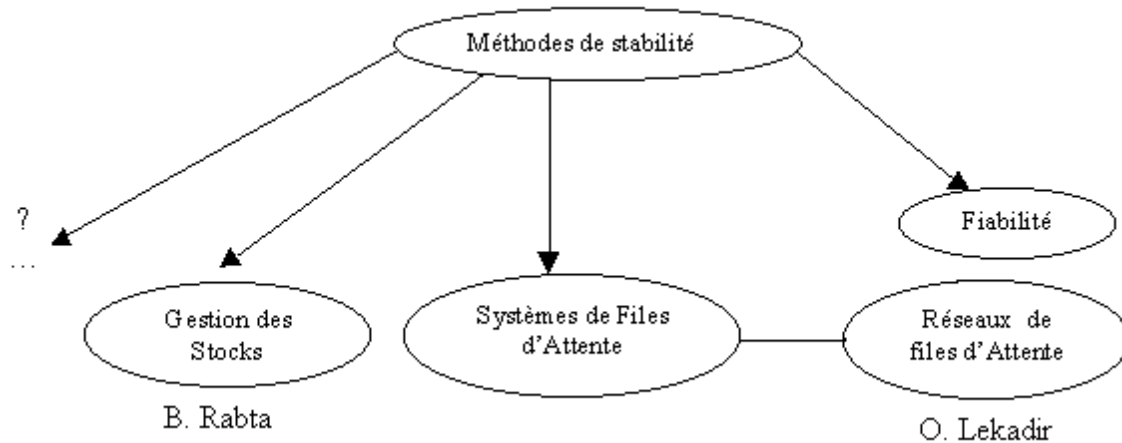 Méthodes de stabilité
?
...
Fiabilité
Gestion des
Stocks
Systèmes de Files
d'Attente
Réseaux de
files d'Attente
B. Rabta
O. Lekadir